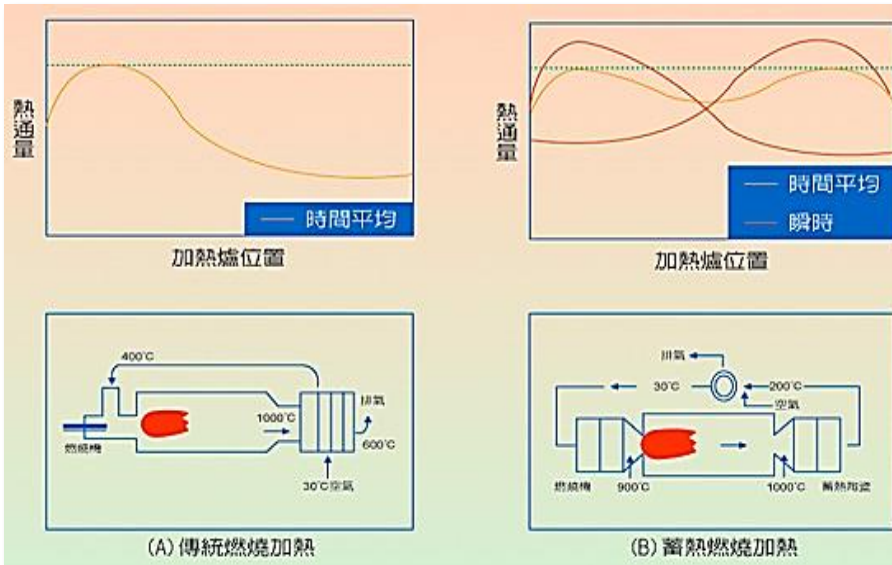 熱通量
時間平均
加熱爐位置
熱通量
時間平均
瞬時
加熱爐位置
400°C
1000°C
排氣
600°C
燃燒機
30°C空氣
(A) 傳統燃燒加熱
排氣
30°C
200°C
空氣
燃燒機
900°C
1000°C
蓄熱陶瓷
(B) 蓄熱燃燒加熱